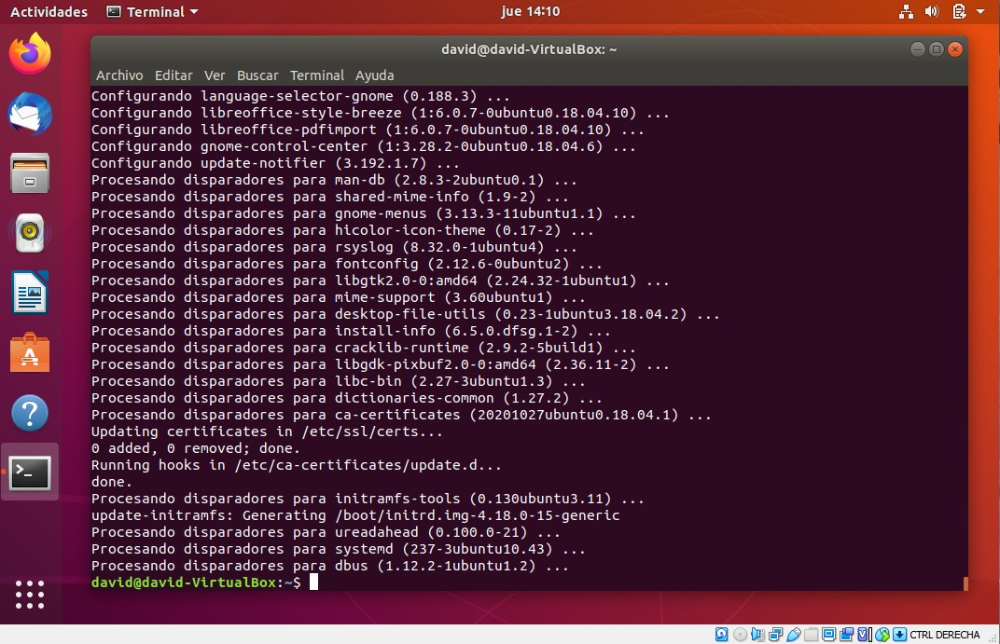 Actividades Terminal jue 14:10
david@david-VirtualBox: ~
Archivo Editar Ver Buscar Terminal Ayuda
Configurando language-selector-gnome (0.188.3) ...
Configurando libreoffice-style-breeze (1:6.0.7-0ubuntu0.18.04.10) ...
Configurando libreoffice-pdfimport (1:6.0.7-0ubuntu0.18.04.10) ...
Configurando gnome-control-center (1:3.28.2-0ubuntu0.18.04.6) ...
Configurando update-notifier (3.192.1.7) ...
Procesando disparadores para man-db (2.8.3-2ubuntu0.1) ...
Procesando disparadores para shared-mime-info (1.9-2) ...
Procesando disparadores para gnome-menus (3.13.3-11ubuntu1.1) ...
Procesando disparadores para hicolor-icon-theme (0.17-2) ...
Procesando disparadores para rsyslog (8.32.0-1ubuntu4) ...
Procesando disparadores para fontconfig (2.12.6-0ubuntu2) ...
Procesando disparadores para libgtk2.0-0:amd64 (2.24.32-1ubuntu1) ...
Procesando disparadores para mime-support (3.60ubuntu1) ...
Procesando disparadores para desktop-file-utils (0.23-1ubuntu3.18.04.2) ...
Procesando disparadores para install-info (6.5.0.dfsg.1-2) ...
Procesando disparadores para cracklib-runtime (2.9.2-5build1) ...
Procesando disparadores para libgdk-pixbuf2.0-0:amd64 (2.36.11-2) ...
Procesando disparadores para libc-bin (2.27-3ubuntu1.3) ...
Procesando disparadores para dictionaries-common (1.27.2) ...
Procesando disparadores para ca-certificates (20201027ubuntu0.18.04.1) ...
Updating certificates in /etc/ssl/certs...
0 added, 0 removed; done.
Running hooks in /etc/ca-certificates/update.d...
done.
Procesando disparadores para initramfs-tools (0.130ubuntu3.11) ...
update-initramfs: Generating /boot/initrd.img-4.18.0-15-generic
Procesando disparadores para ureadahead (0.100.0-21) ...
Procesando disparadores para systemd (237-3ubuntu10.43) ...
Procesando disparadores para dbus (1.12.2-1ubuntu1.2) ...
david@david-VirtualBox:~$
CTRL DERECHA